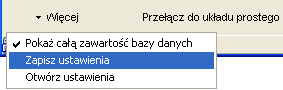 Więcej Przełącz do układu prostego
Pokaż całą zawartość bazy danych
Zapisz ustawienia
Otwórz ustawienia